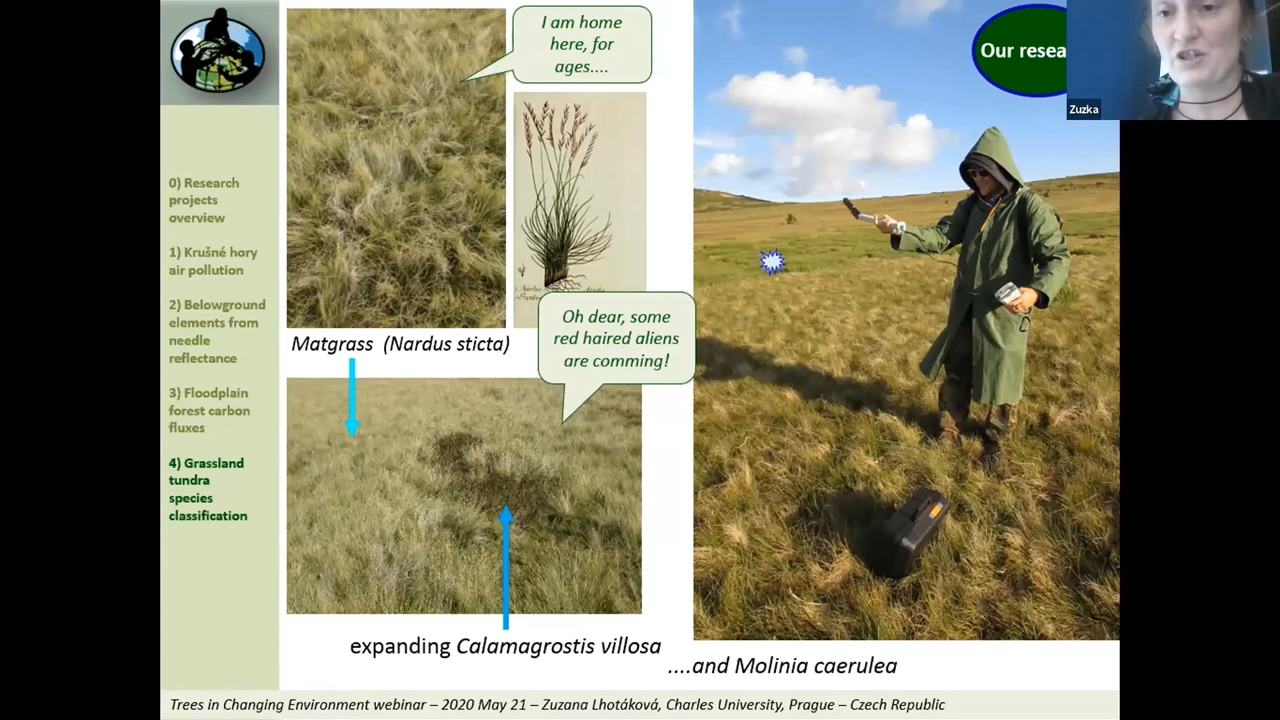 I am home
here, for
ages....
Our resea
Zuzka
0) Research
projects
overview
1) Krušné hory
air pollution
2) Belowground
elements from
needle
reflectance
3) Floodplain
forest carbon
fluxes
4) Grassland
tundra
species
classification
Oh dear, some
red haired aliens
are comming!
Matgrass (Nardus sticta)
expanding Calamagrostis villosa
....and Molinia caerulea
Trees in Changing Environment webinar – 2020 May 21 – Zuzana Lhotáková, Charles University, Prague – Czech Republic